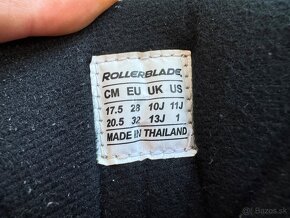 ROLLERBLADE
CM EU UK US
17.5 28 10J 11J
20.5 32 13J 1
MADE IN THAILAND
bazos.sk